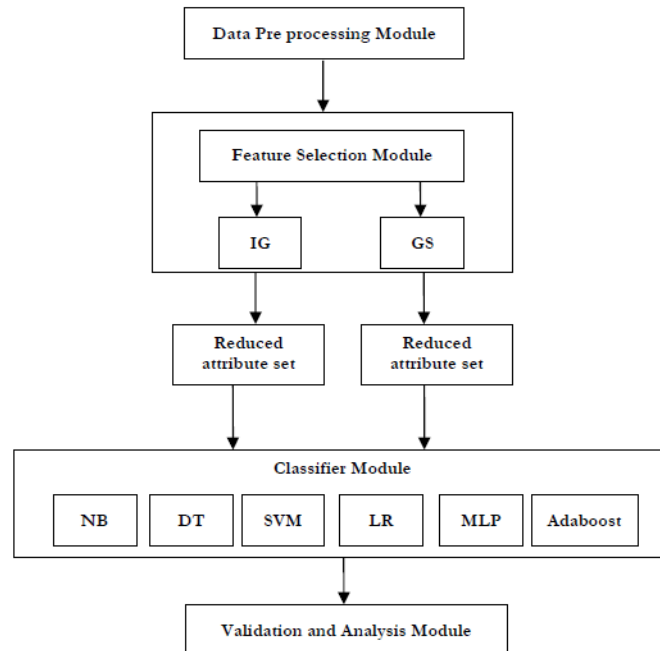 Data Pre processing Module
Feature Selection Module
IG
GS
Reduced
attribute set
Reduced
attribute set
Classifier Module
NB
DT
SVM
LR
MLP
Adaboost
Validation and Analysis Module